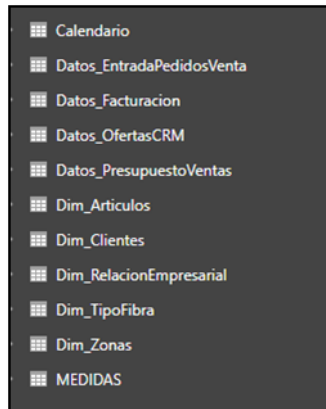 Calendario
Datos_EntradaPedidosVenta
Datos_Facturacion
Datos_OfertasCRM
Datos_PresupuestoVentas
Dim_Articulos
Dim_Clientes
Dim_RelacionEmpresarial
Dim_TipoFibra
Dim_Zonas
MEDIDAS